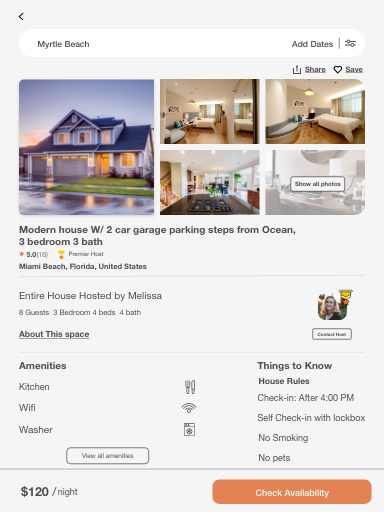 Myrtle Beach
Add Dates
Share Save
Show all photos
Modern house W/ 2 car garage parking steps from Ocean,
3 bedroom 3 bath
5.0(16) Premier Host
Miami Beach, Florida, United States
Entire House Hosted by Melissa
8 Guests 3 Bedroom 4 beds 4 bath
Contact Host
About This space
Amenities
Kitchen
Wifi
Washer
View all amenities
Things to Know
House Rules
Check-in: After 4:00 PM
Self Check-in with lockbox
No Smoking
No pets
$120 / night
Check Availability